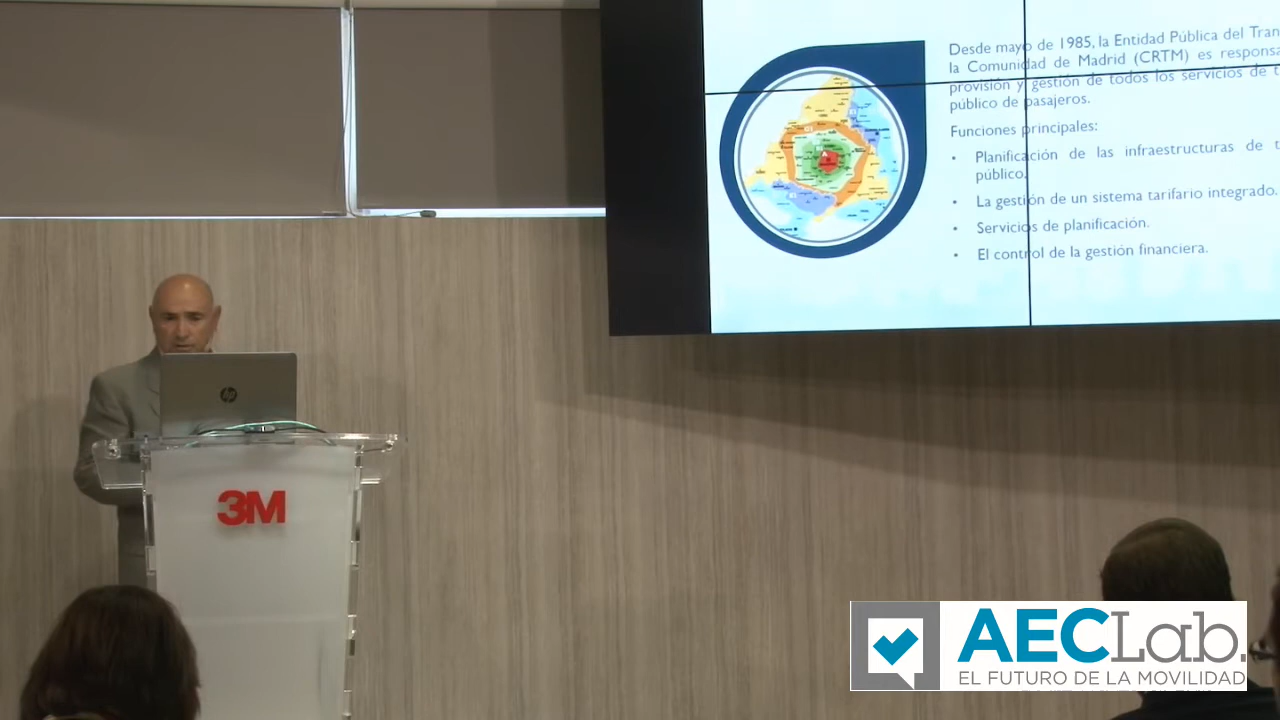 Desde mayo de 1985, la Entidad Pública del Tran
la Comunidad de Madrid (CRTM) es responsa
provisión y gestión de todos los servicios de t
público de pasajeros.
Funciones principales:
• Planificación de las infraestructuras de t
público.
• La gestión de un sistema tarifario integrado.
• Servicios de planificación.
• El control de la gestión financiera.
hp
3M
AECLab.
EL FUTURO DE LA MOVILIDAD